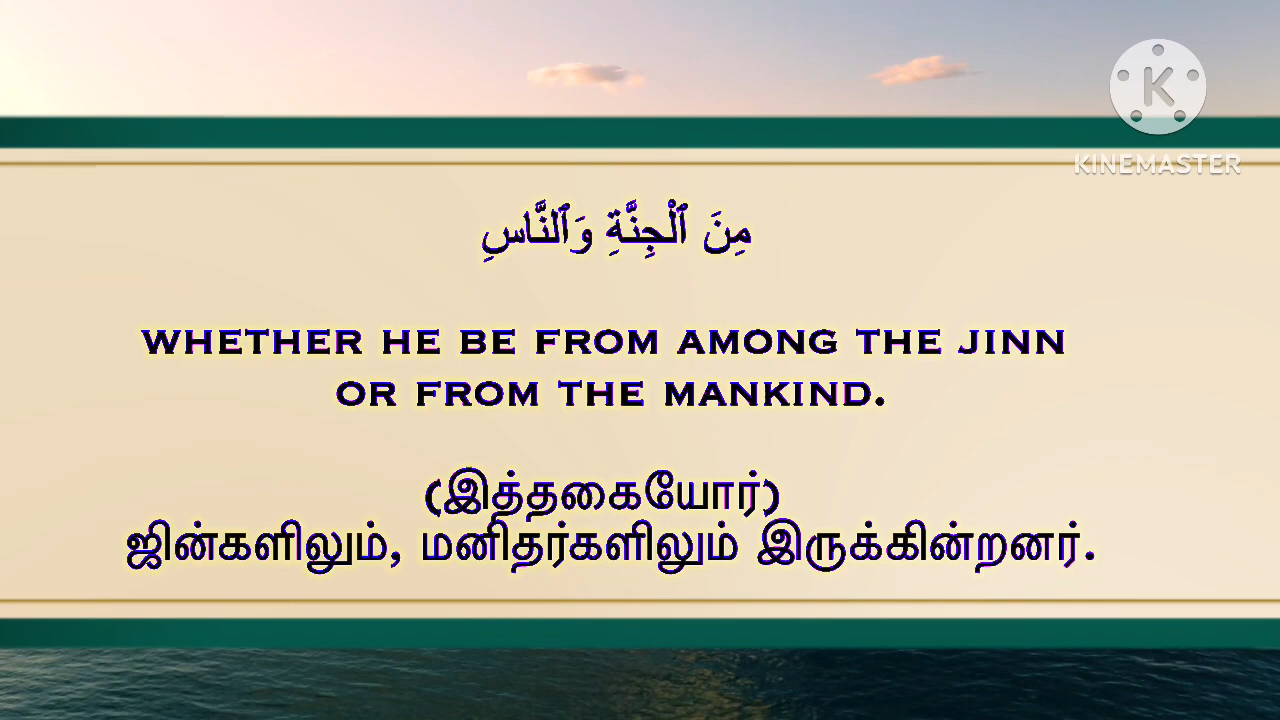 KINEMASTER
مِنَ ٱلْجِنَّةِ وَٱلنَّاسِ
WHETHER HE BE FROM AMONG THE JINN
OR FROM THE MANKIND.
(இத்தகையோர்)
ஜின்களிலும், மனிதர்களிலும் இருக்கின்றனர்.